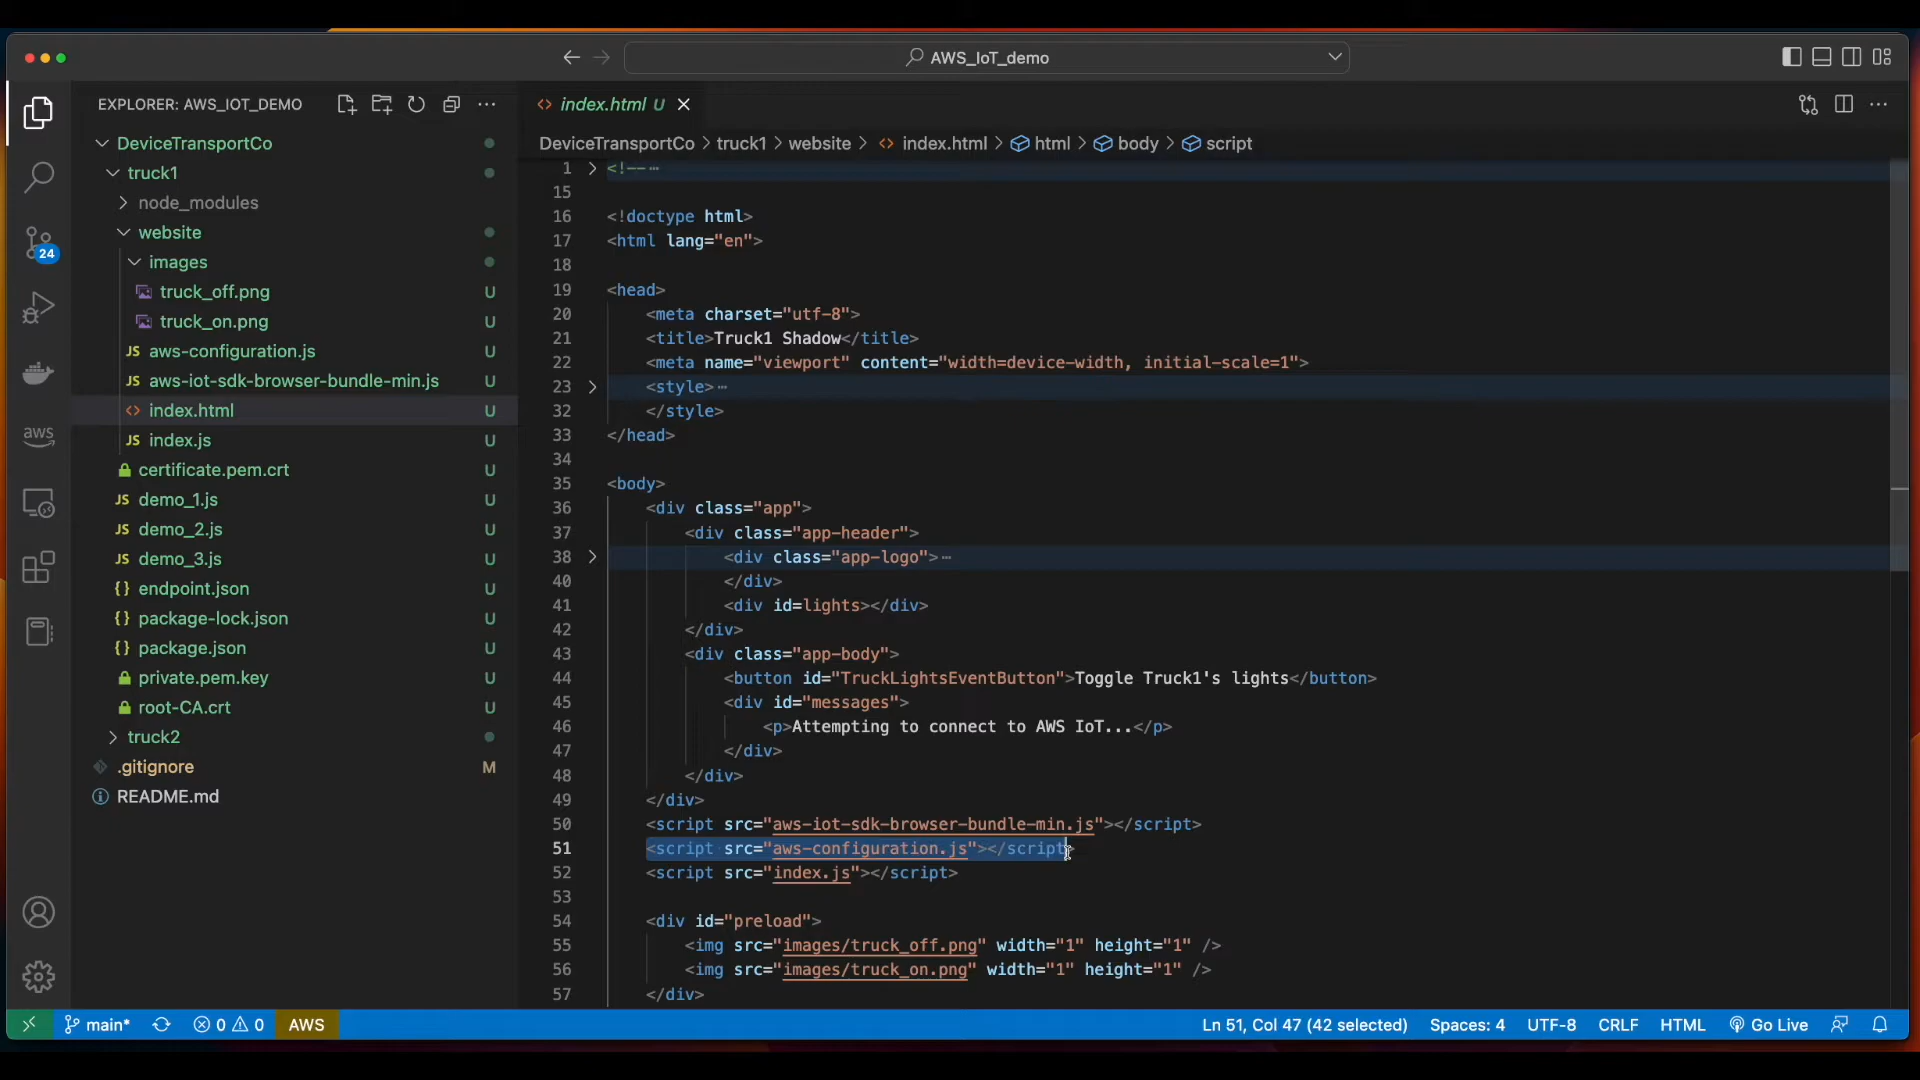 AWS_IoT_demo
EXPLORER: AWS_IOT_DEMO
DeviceTransportCo
truck1
node_modules
website
images
truck_off.png U
truck_on.png U
JS aws-configuration.js U
JS aws-iot-sdk-browser-bundle-min.js U
<> index.html U
JS index.js U
certificate.pem.crt U
JS demo_1.js U
JS demo_2.js U
JS demo_3.js U
{} endpoint.json U
{} package-lock.json U
{} package.json U
private.pem.key U
root-CA.crt U
truck2
.gitignore M
README.md
24
aws
<> index.html U
DeviceTransportCo > truck1 > website > <> index.html > html > body > script
1 <!-- ⋯
15
16 <!doctype html>
17 <html lang="en">
18
19 <head>
20 <meta charset="utf-8">
21 <title>Truck1 Shadow</title>
22 <meta name="viewport" content="width=device-width, initial-scale=1">
23 <style> ⋯
32 </style>
33 </head>
34
35 <body>
36 <div class="app">
37 <div class="app-header">
38 <div class="app-logo"> ⋯
40 </div>
41 <div id=lights></div>
42 </div>
43 <div class="app-body">
44 <button id="TruckLightsEventButton">Toggle Truck1's lights</button>
45 <div id="messages">
46 <p>Attempting to connect to AWS IoT...</p>
47 </div>
48 </div>
49 </div>
50 <script src="aws-iot-sdk-browser-bundle-min.js"></script>
51 <script src="aws-configuration.js"></script>
52 <script src="index.js"></script>
53
54 <div id="preload">
55 <img src="images/truck_off.png" width="1" height="1" />
56 <img src="images/truck_on.png" width="1" height="1" />
57 </div>
main* 0 0 AWS Ln 51, Col 47 (42 selected) Spaces: 4 UTF-8 CRLF HTML Go Live